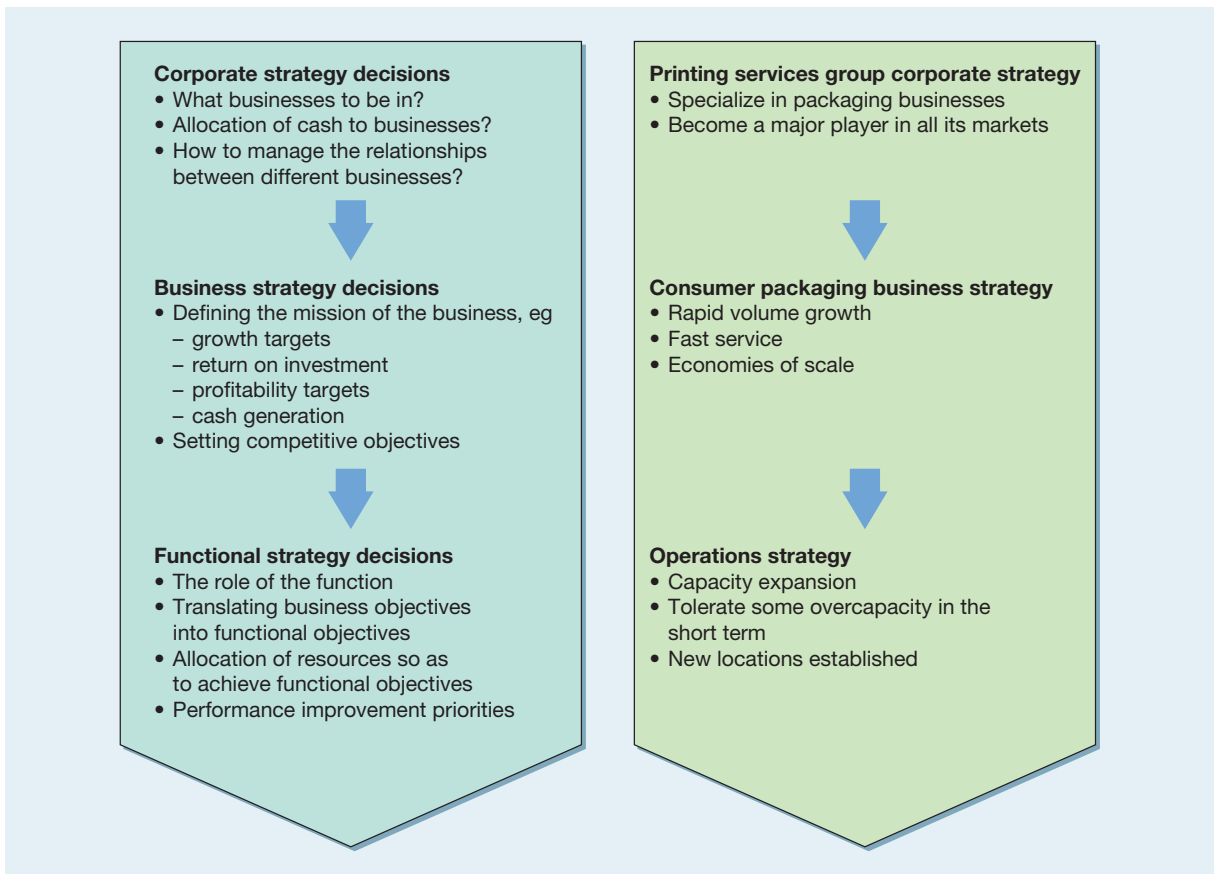 Corporate strategy decisions
• What businesses to be in?
• Allocation of cash to businesses?
• How to manage the relationships
between different businesses?
Business strategy decisions
• Defining the mission of the business, eg
– growth targets
– return on investment
– profitability targets
– cash generation
• Setting competitive objectives
Functional strategy decisions
• The role of the function
• Translating business objectives
into functional objectives
• Allocation of resources so as
to achieve functional objectives
• Performance improvement priorities
Printing services group corporate strategy
• Specialize in packaging businesses
• Become a major player in all its markets
Consumer packaging business strategy
• Rapid volume growth
• Fast service
• Economies of scale
Operations strategy
• Capacity expansion
• Tolerate some overcapacity in the
short term
• New locations established